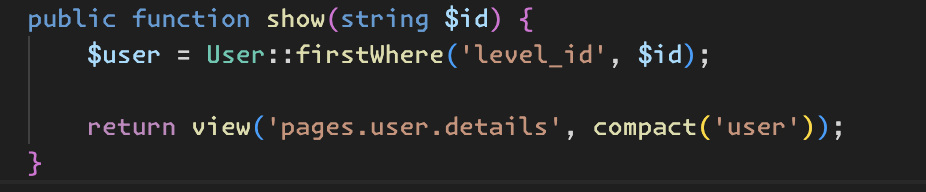 public function show(string $id) {
    $user = User::firstWhere('level_id', $id);
    return view('pages.user.details', compact('user'));
}